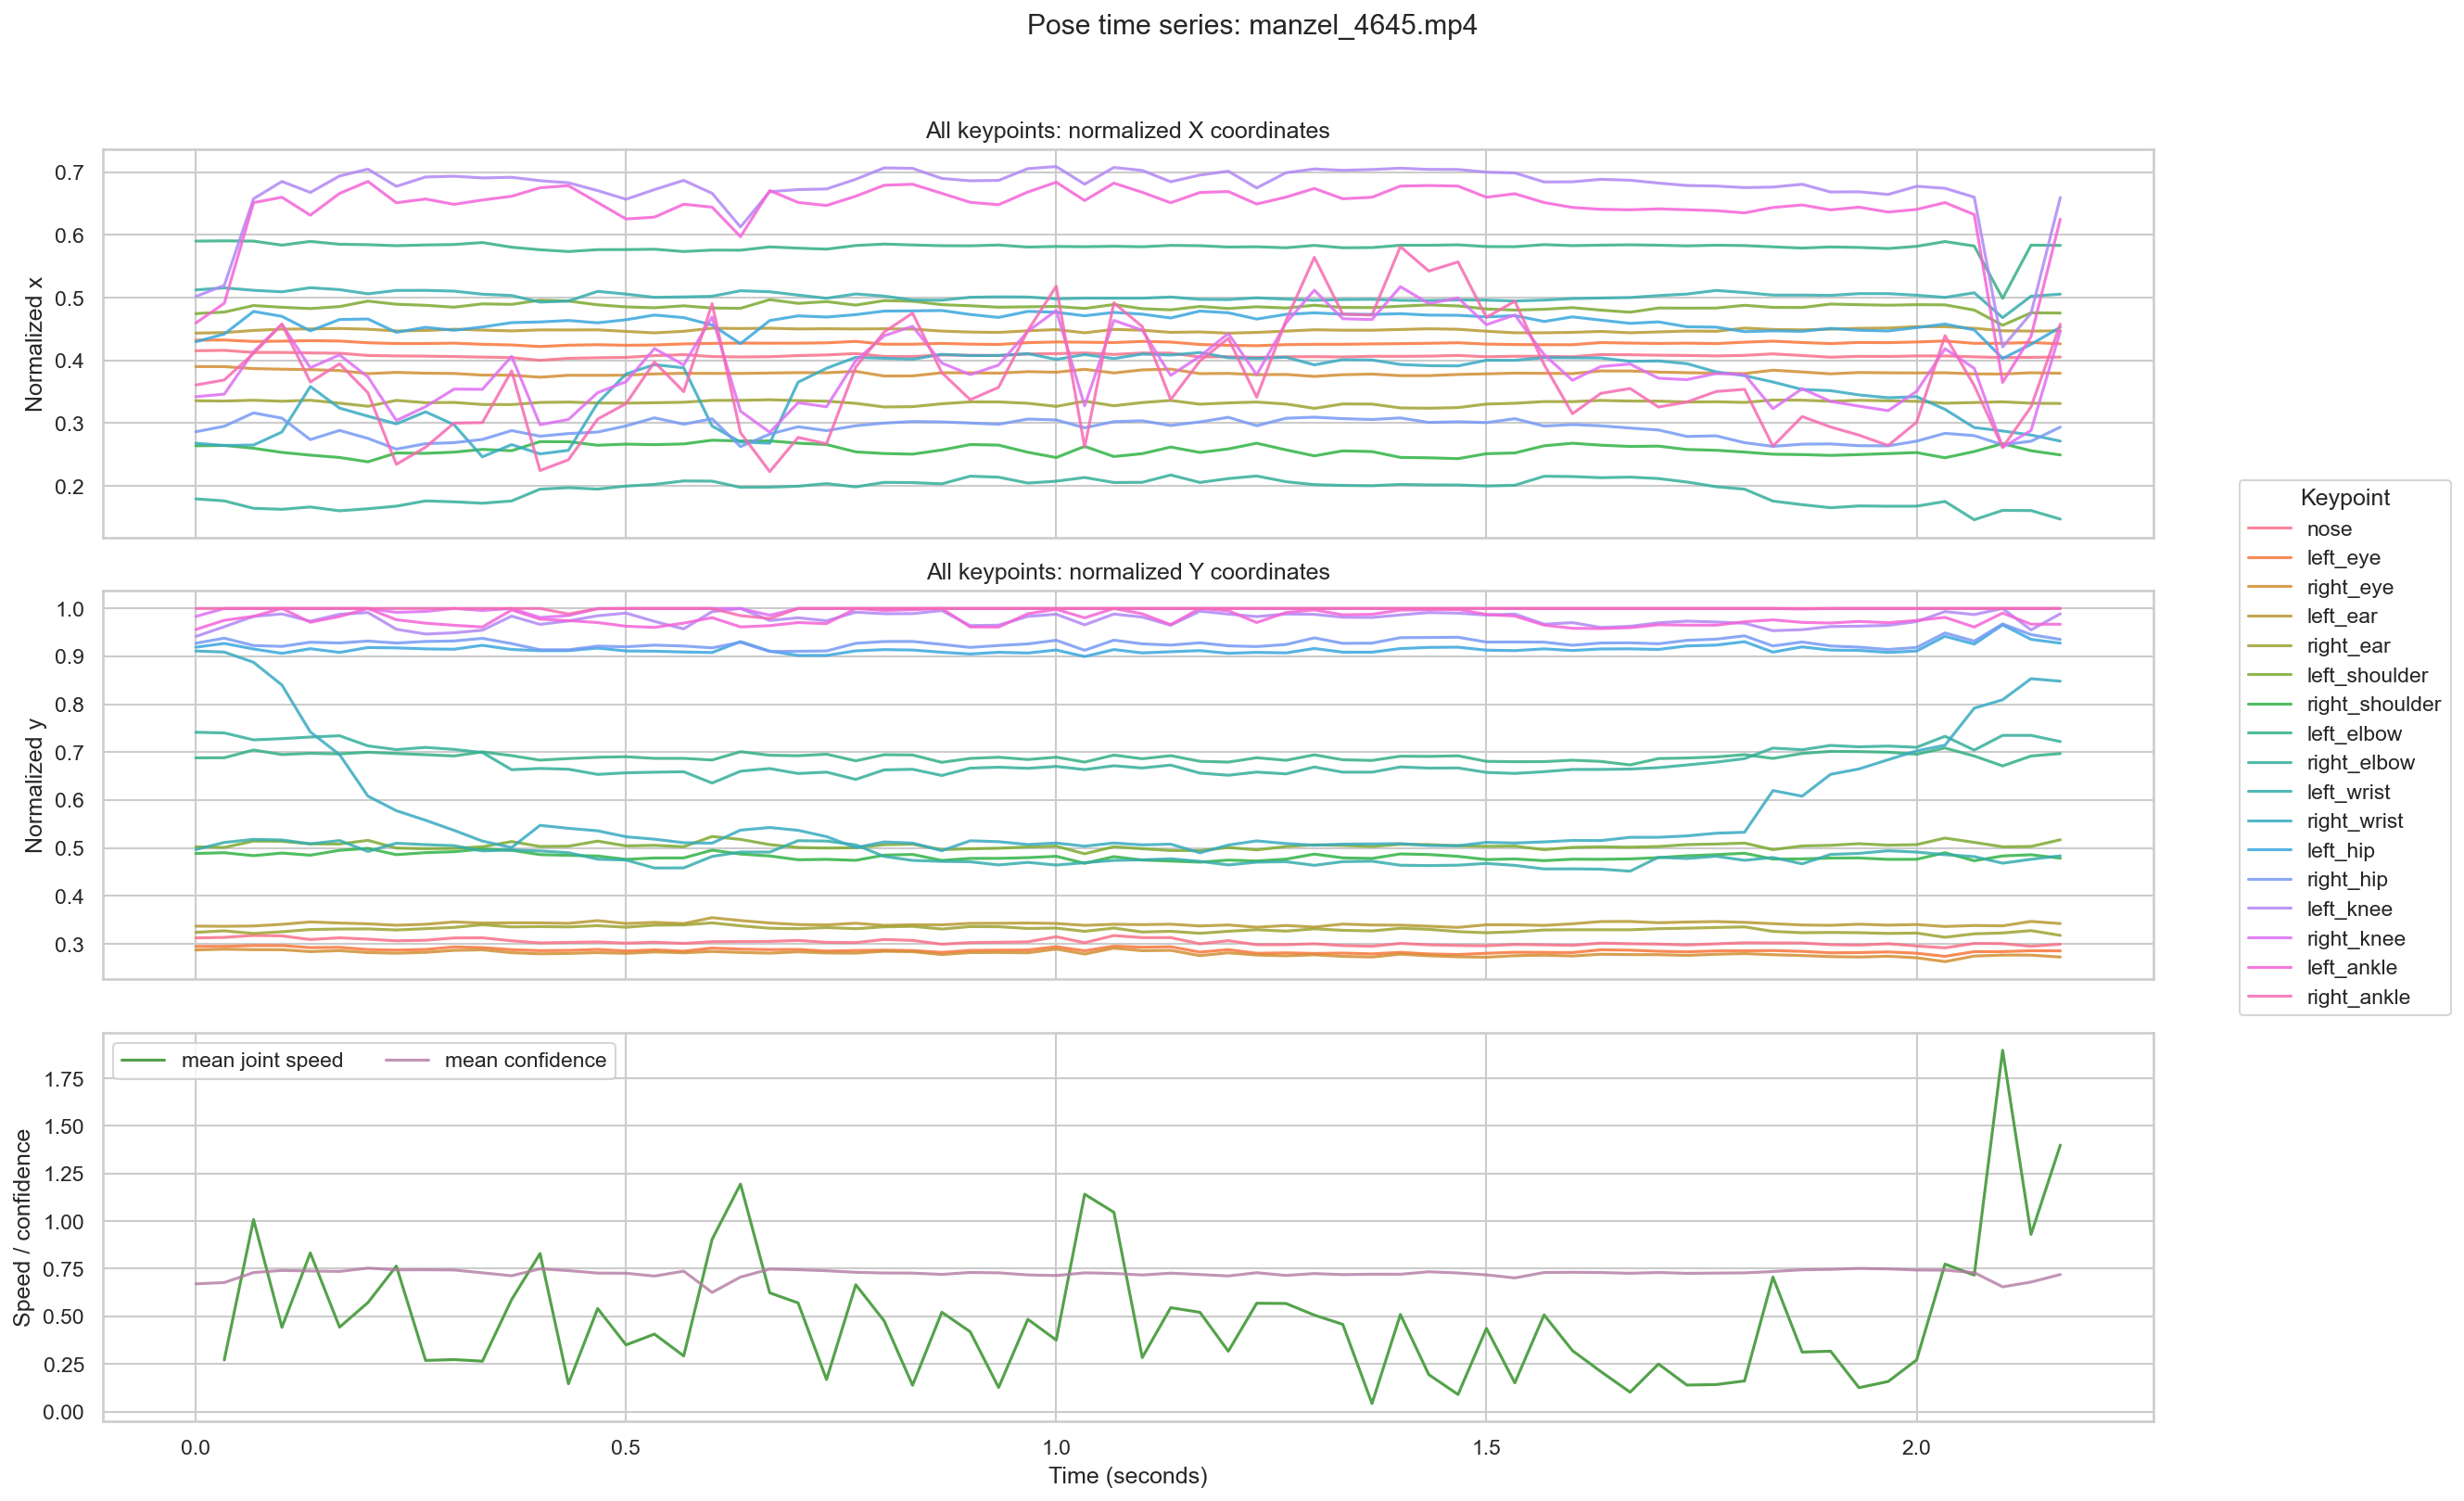 Pose time series: manzel_4645.mp4
All keypoints: normalized X coordinates
Normalized x
0.7
0.6
0.5
0.4
0.3
0.2
All keypoints: normalized Y coordinates
Normalized y
1.0
0.9
0.8
0.7
0.6
0.5
0.4
0.3
Keypoint
nose
left_eye
right_eye
left_ear
right_ear
left_shoulder
right_shoulder
left_elbow
right_elbow
left_wrist
right_wrist
left_hip
right_hip
left_knee
right_knee
left_ankle
right_ankle
mean joint speed
mean confidence
Speed / confidence
1.75
1.50
1.25
1.00
0.75
0.50
0.25
0.00
0.0
0.5
1.0
1.5
2.0
Time (seconds)